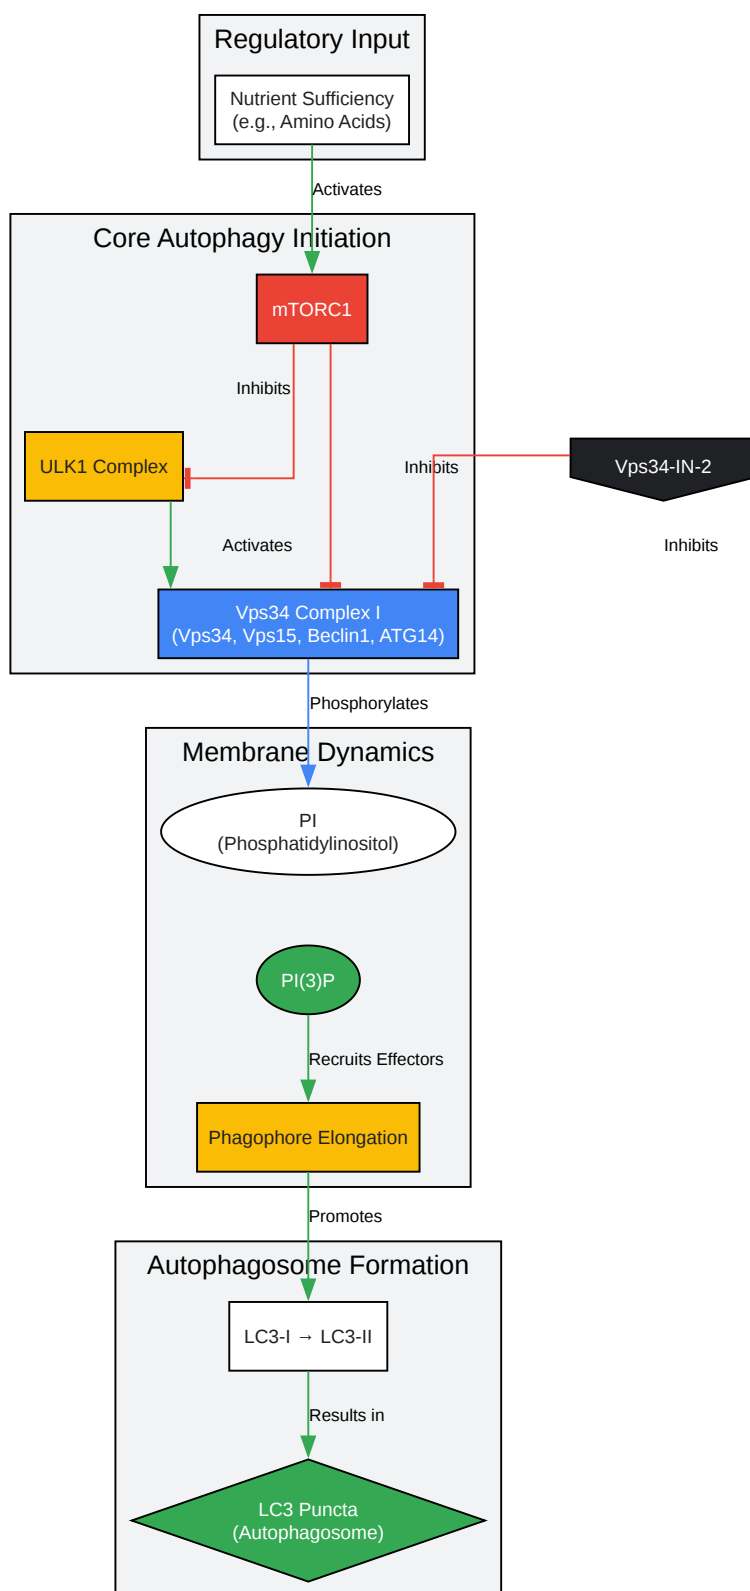 Regulatory Input
Nutrient Sufficiency
(e.g., Amino Acids)
Activates
Core Autophagy Initiation
mTORC1
Inhibits
ULK1 Complex
Inhibits
Vps34-IN-2
Activates
Inhibits
Vps34 Complex I
(Vps34, Vps15, Beclin1, ATG14)
Phosphorylates
Membrane Dynamics
PI
(Phosphatidylinositol)
PI(3)P
Recruits Effectors
Phagophore Elongation
Promotes
Autophagosome Formation
LC3-I → LC3-II
Results in
LC3 Puncta
(Autophagosome)